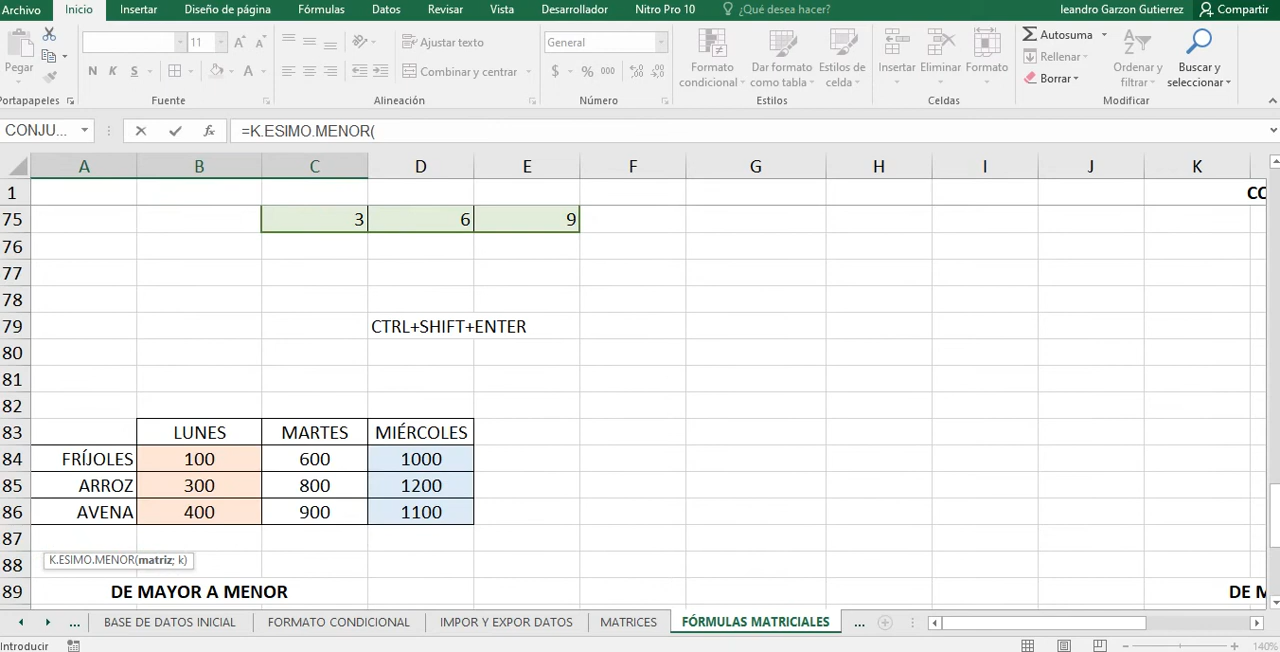 Archivo Inicio Insertar Diseño de página Fórmulas Datos Revisar Vista Desarrollador Nitro Pro 10 ¿Qué desea hacer? leandro Garzon Gutierrez Compartir
Pegar
Portapapeles
11
N K S
Fuente
Ajustar texto
Combinar y centrar
Alineación
General
$ % 000
Número
Formato condicional
Dar formato como tabla
Estilos de celda
Estilos
Insertar Eliminar Formato
Celdas
Autosuma
Rellenar
Borrar
Ordenar y filtrar
Buscar y seleccionar
Modificar
CONJU... fx =K.ESIMO.MENOR(
A B C D E F G H I J K
1 CO
75 3 6 9
76
77
78
79 CTRL+SHIFT+ENTER
80
81
82
83 LUNES MARTES MIÉRCOLES
84 FRÍJOLES 100 600 1000
85 ARROZ 300 800 1200
86 AVENA 400 900 1100
87
88 K.ESIMO.MENOR(matriz; k)
89 DE MAYOR A MENOR DE M
... BASE DE DATOS INICIAL FORMATO CONDICIONAL IMPOR Y EXPOR DATOS MATRICES FÓRMULAS MATRICIALES ...
Introducir 140%